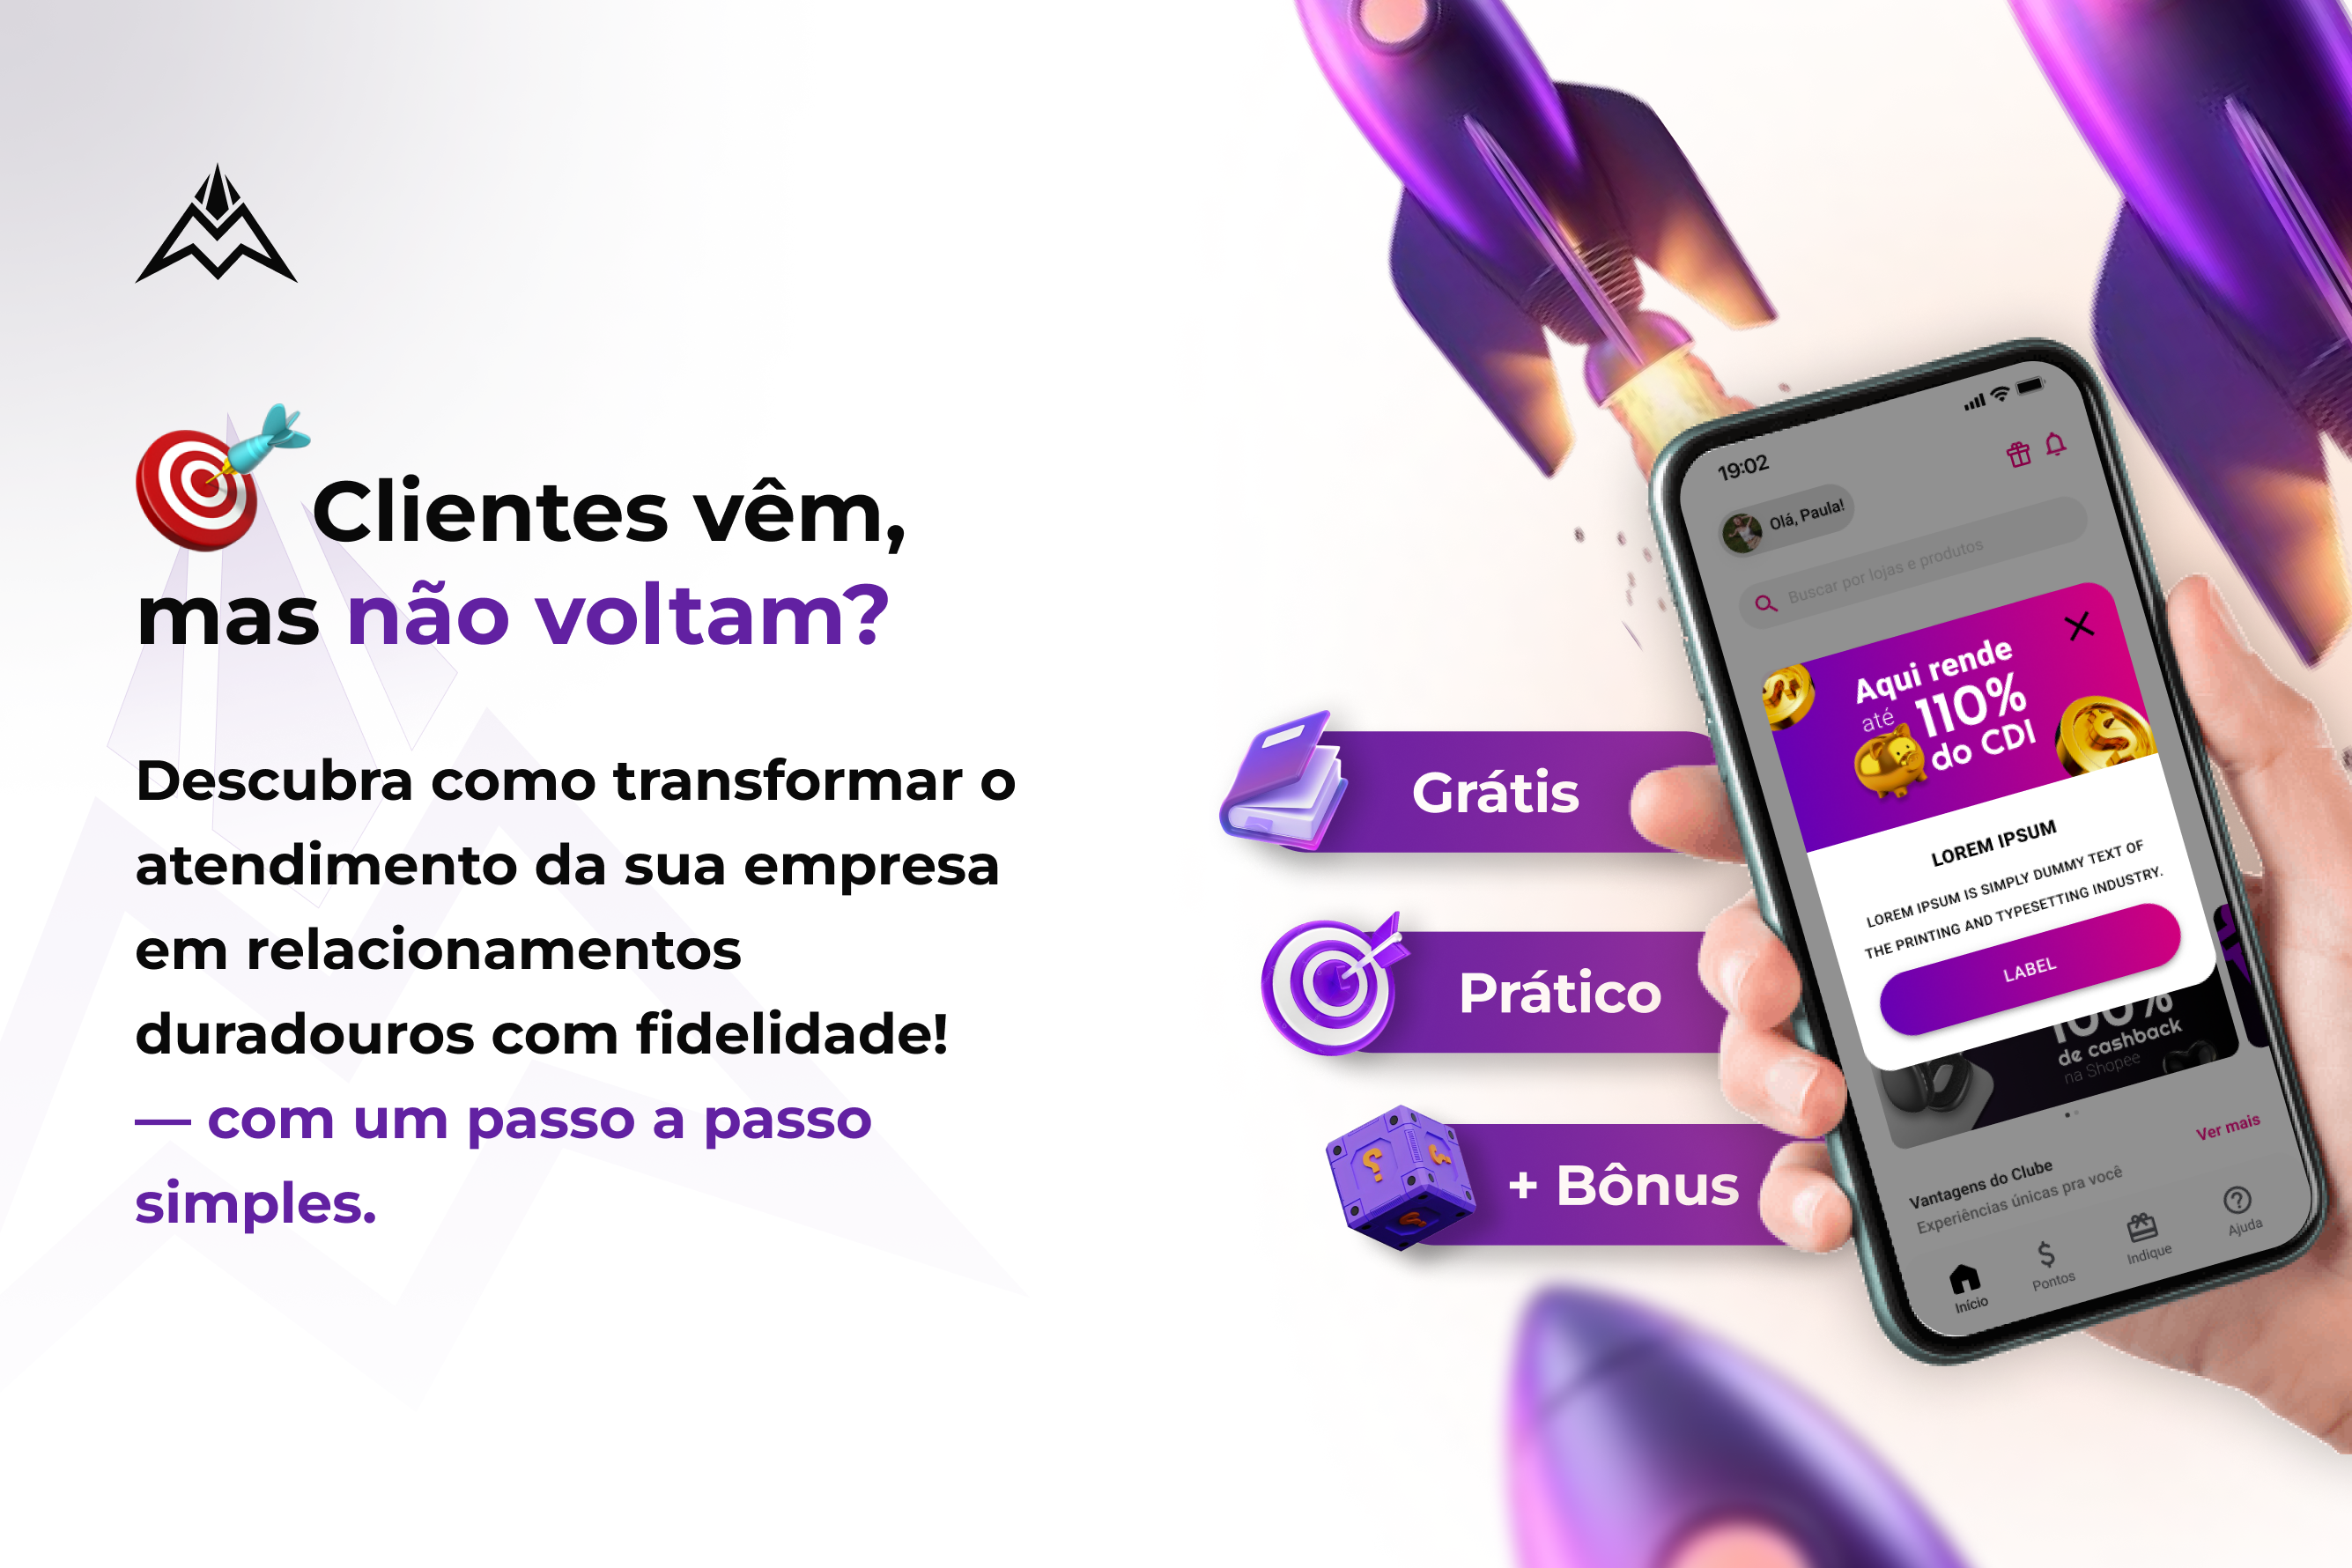 Clientes vêm,
mas não voltam?
Descubra como transformar o
atendimento da sua empresa
em relacionamentos
duradouros com fidelidade!
— com um passo a passo
simples.
Grátis
Prático
+ Bônus
19:02
Olá, Paula!
Buscar por lojas e produtos
Aqui rende
até 110%
do CDI
LOREM IPSUM
LOREM IPSUM IS SIMPLY DUMMY TEXT OF
THE PRINTING AND TYPESETTING INDUSTRY.
LABEL
100%
de cashback
na Shopee
Ver mais
Vantagens do Clube
Experiências únicas pra você
Início
Pontos
Indique
Ajuda